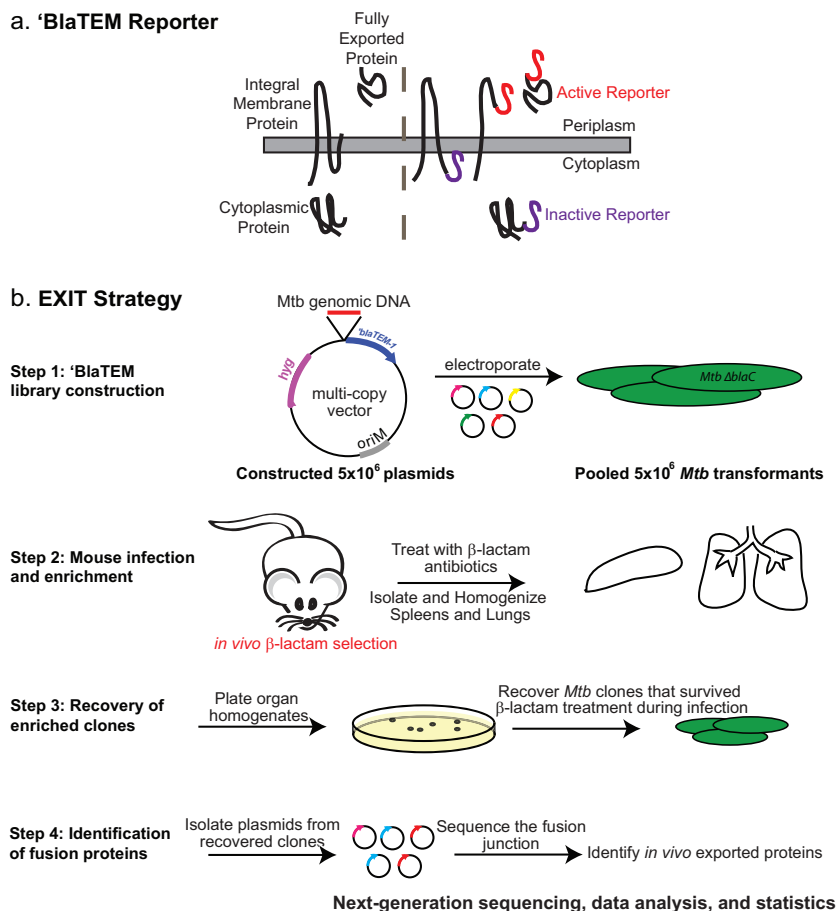 a. 'BlaTEM Reporter
Fully
Exported
Protein
Integral
Membrane
Protein
Active Reporter
Periplasm
Cytoplasm
Cytoplasmic
Protein
Inactive Reporter
b. EXIT Strategy
Mtb genomic DNA
'blaTEM-1
hyg
multi-copy
vector
oriM
Step 1: 'BlaTEM
library construction
electroporate
Mtb ΔblaC
Constructed 5x10⁶ plasmids
Pooled 5x10⁶ Mtb transformants
Step 2: Mouse infection
and enrichment
Treat with β-lactam
antibiotics
Isolate and Homogenize
Spleens and Lungs
in vivo β-lactam selection
Step 3: Recovery of
enriched clones
Plate organ
homogenates
Recover Mtb clones that survived
β-lactam treatment during infection
Step 4: Identification
of fusion proteins
Isolate plasmids from
recovered clones
Sequence the fusion
junction
Identify in vivo exported proteins
Next-generation sequencing, data analysis, and statistics